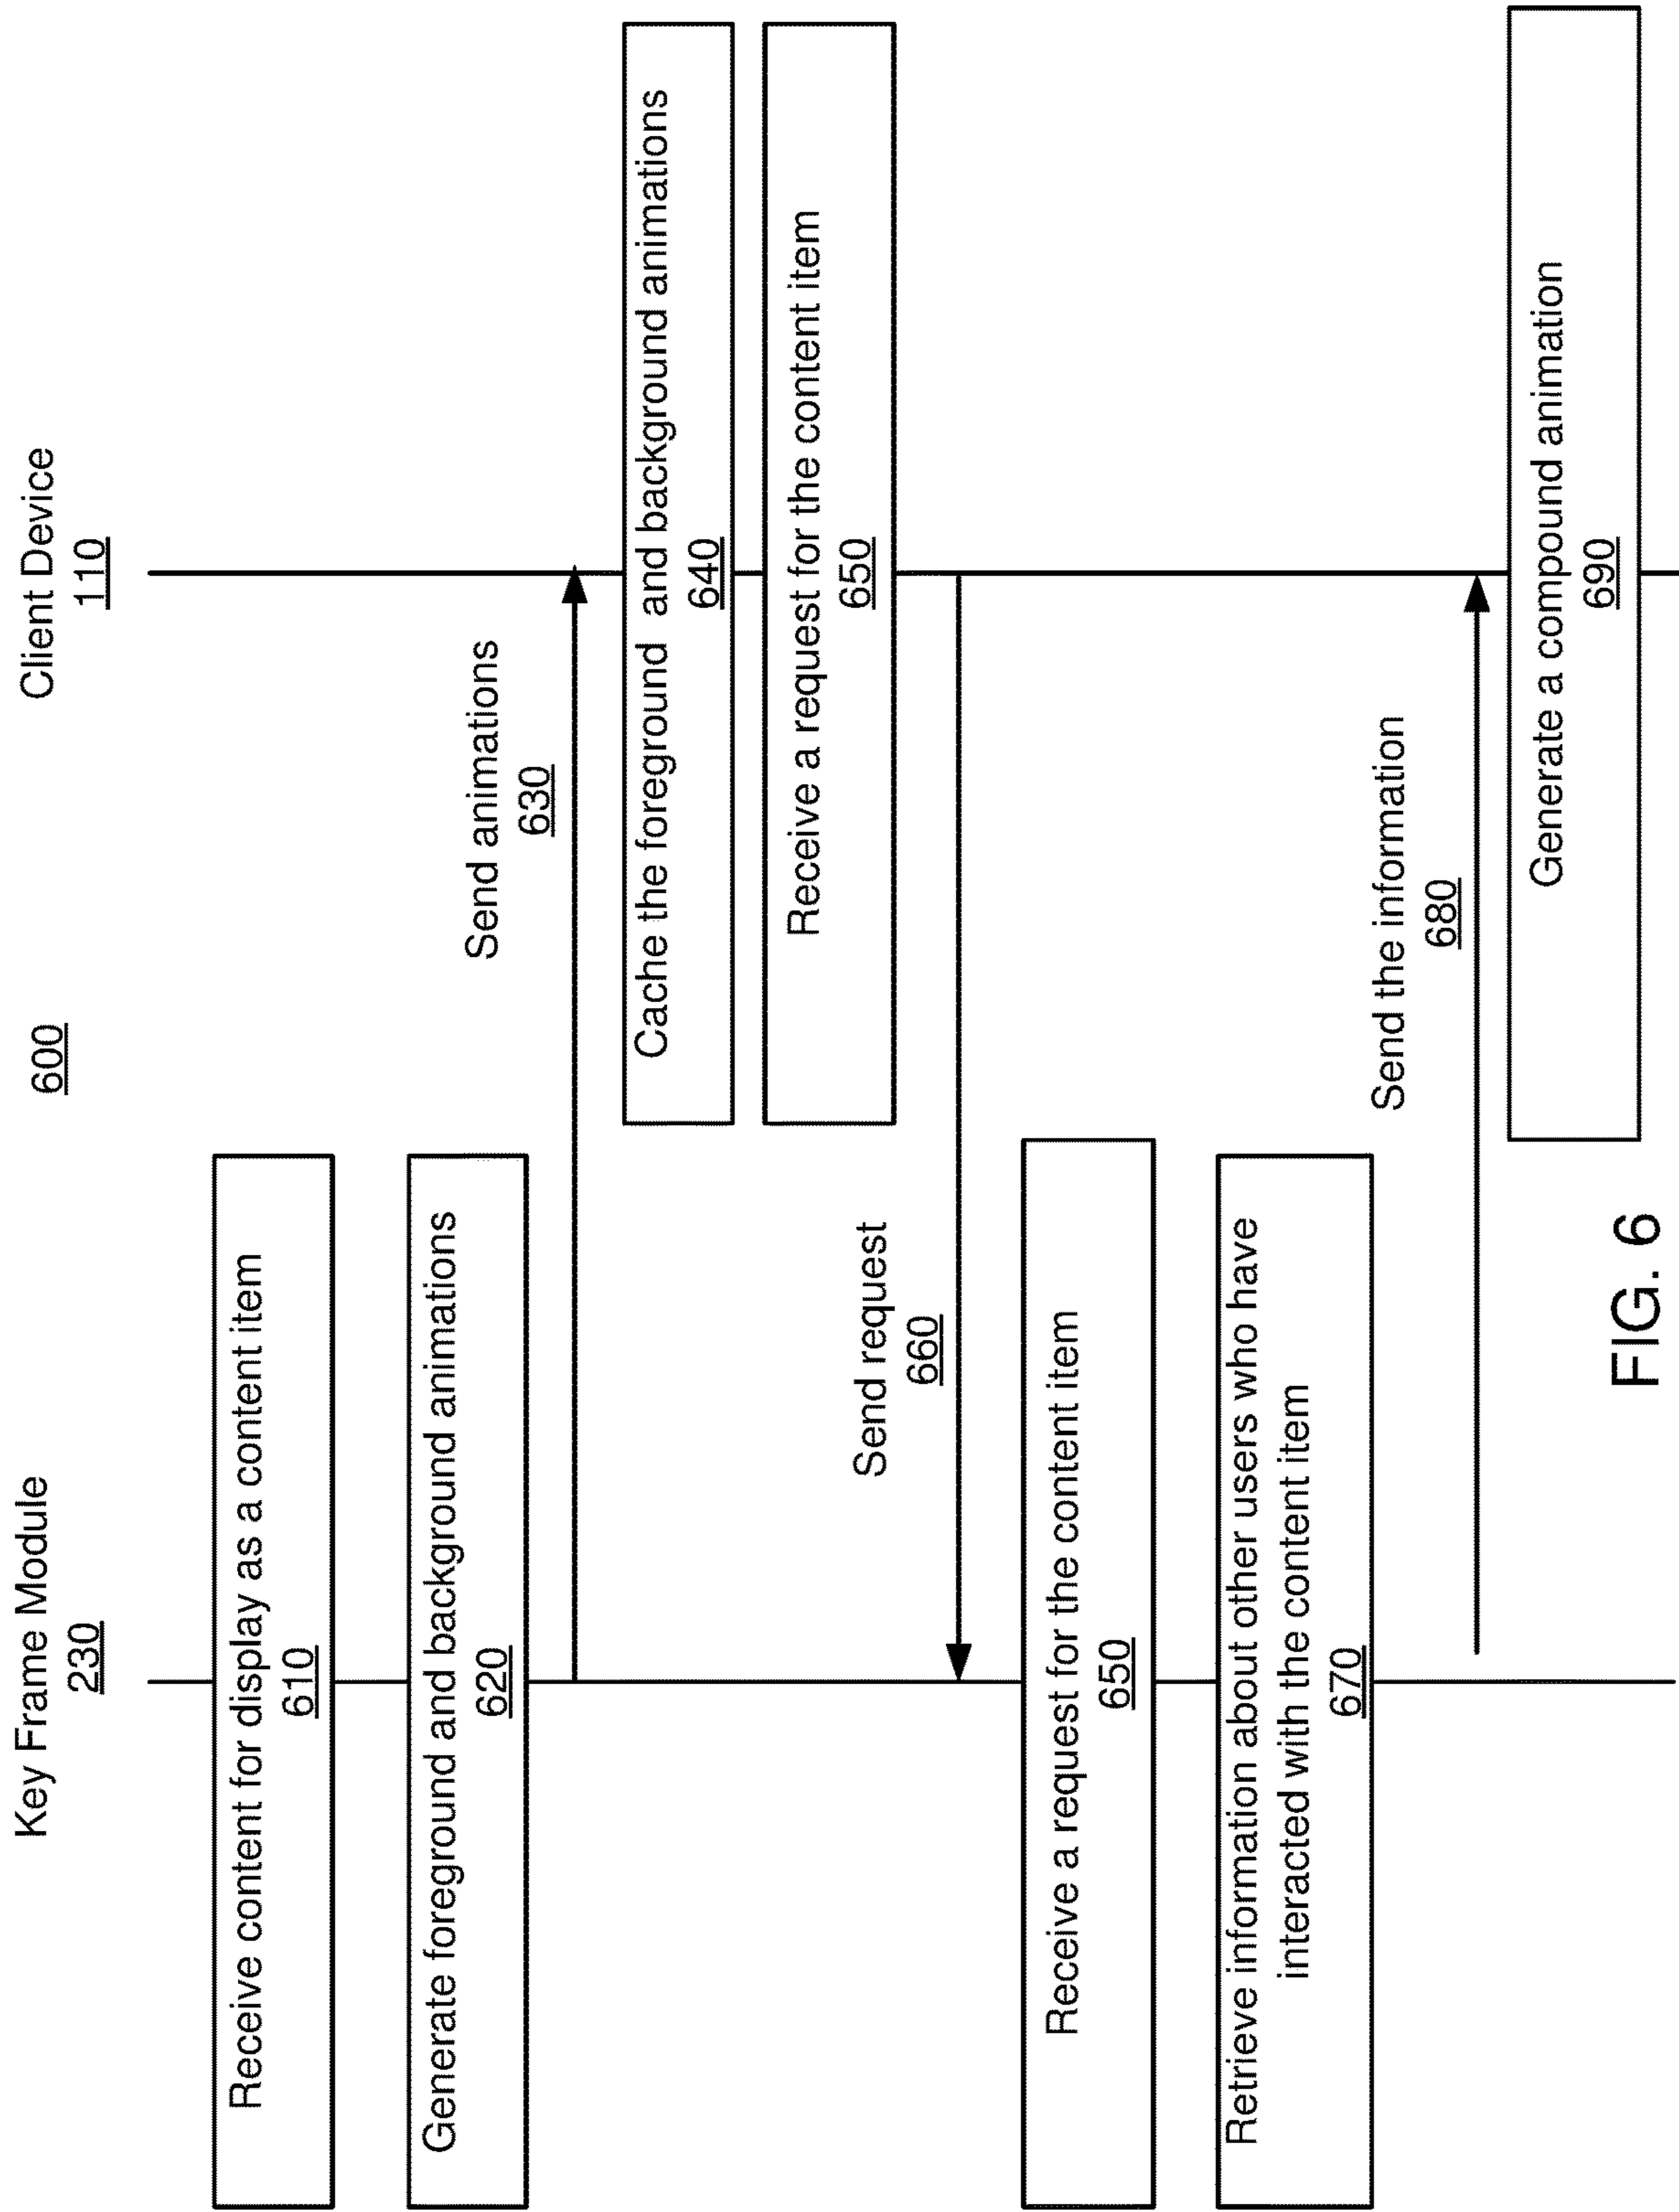 600
Key Frame Module
230
Client Device
110
Receive content for display as a content item
610
Generate foreground and background animations
620
Send animations
630
Cache the foreground and background animations
640
Receive a request for the content item
650
Send request
660
Receive a request for the content item
650
Retrieve information about other users who have
interacted with the content item
670
Send the information
680
Generate a compound animation
690
FIG. 6